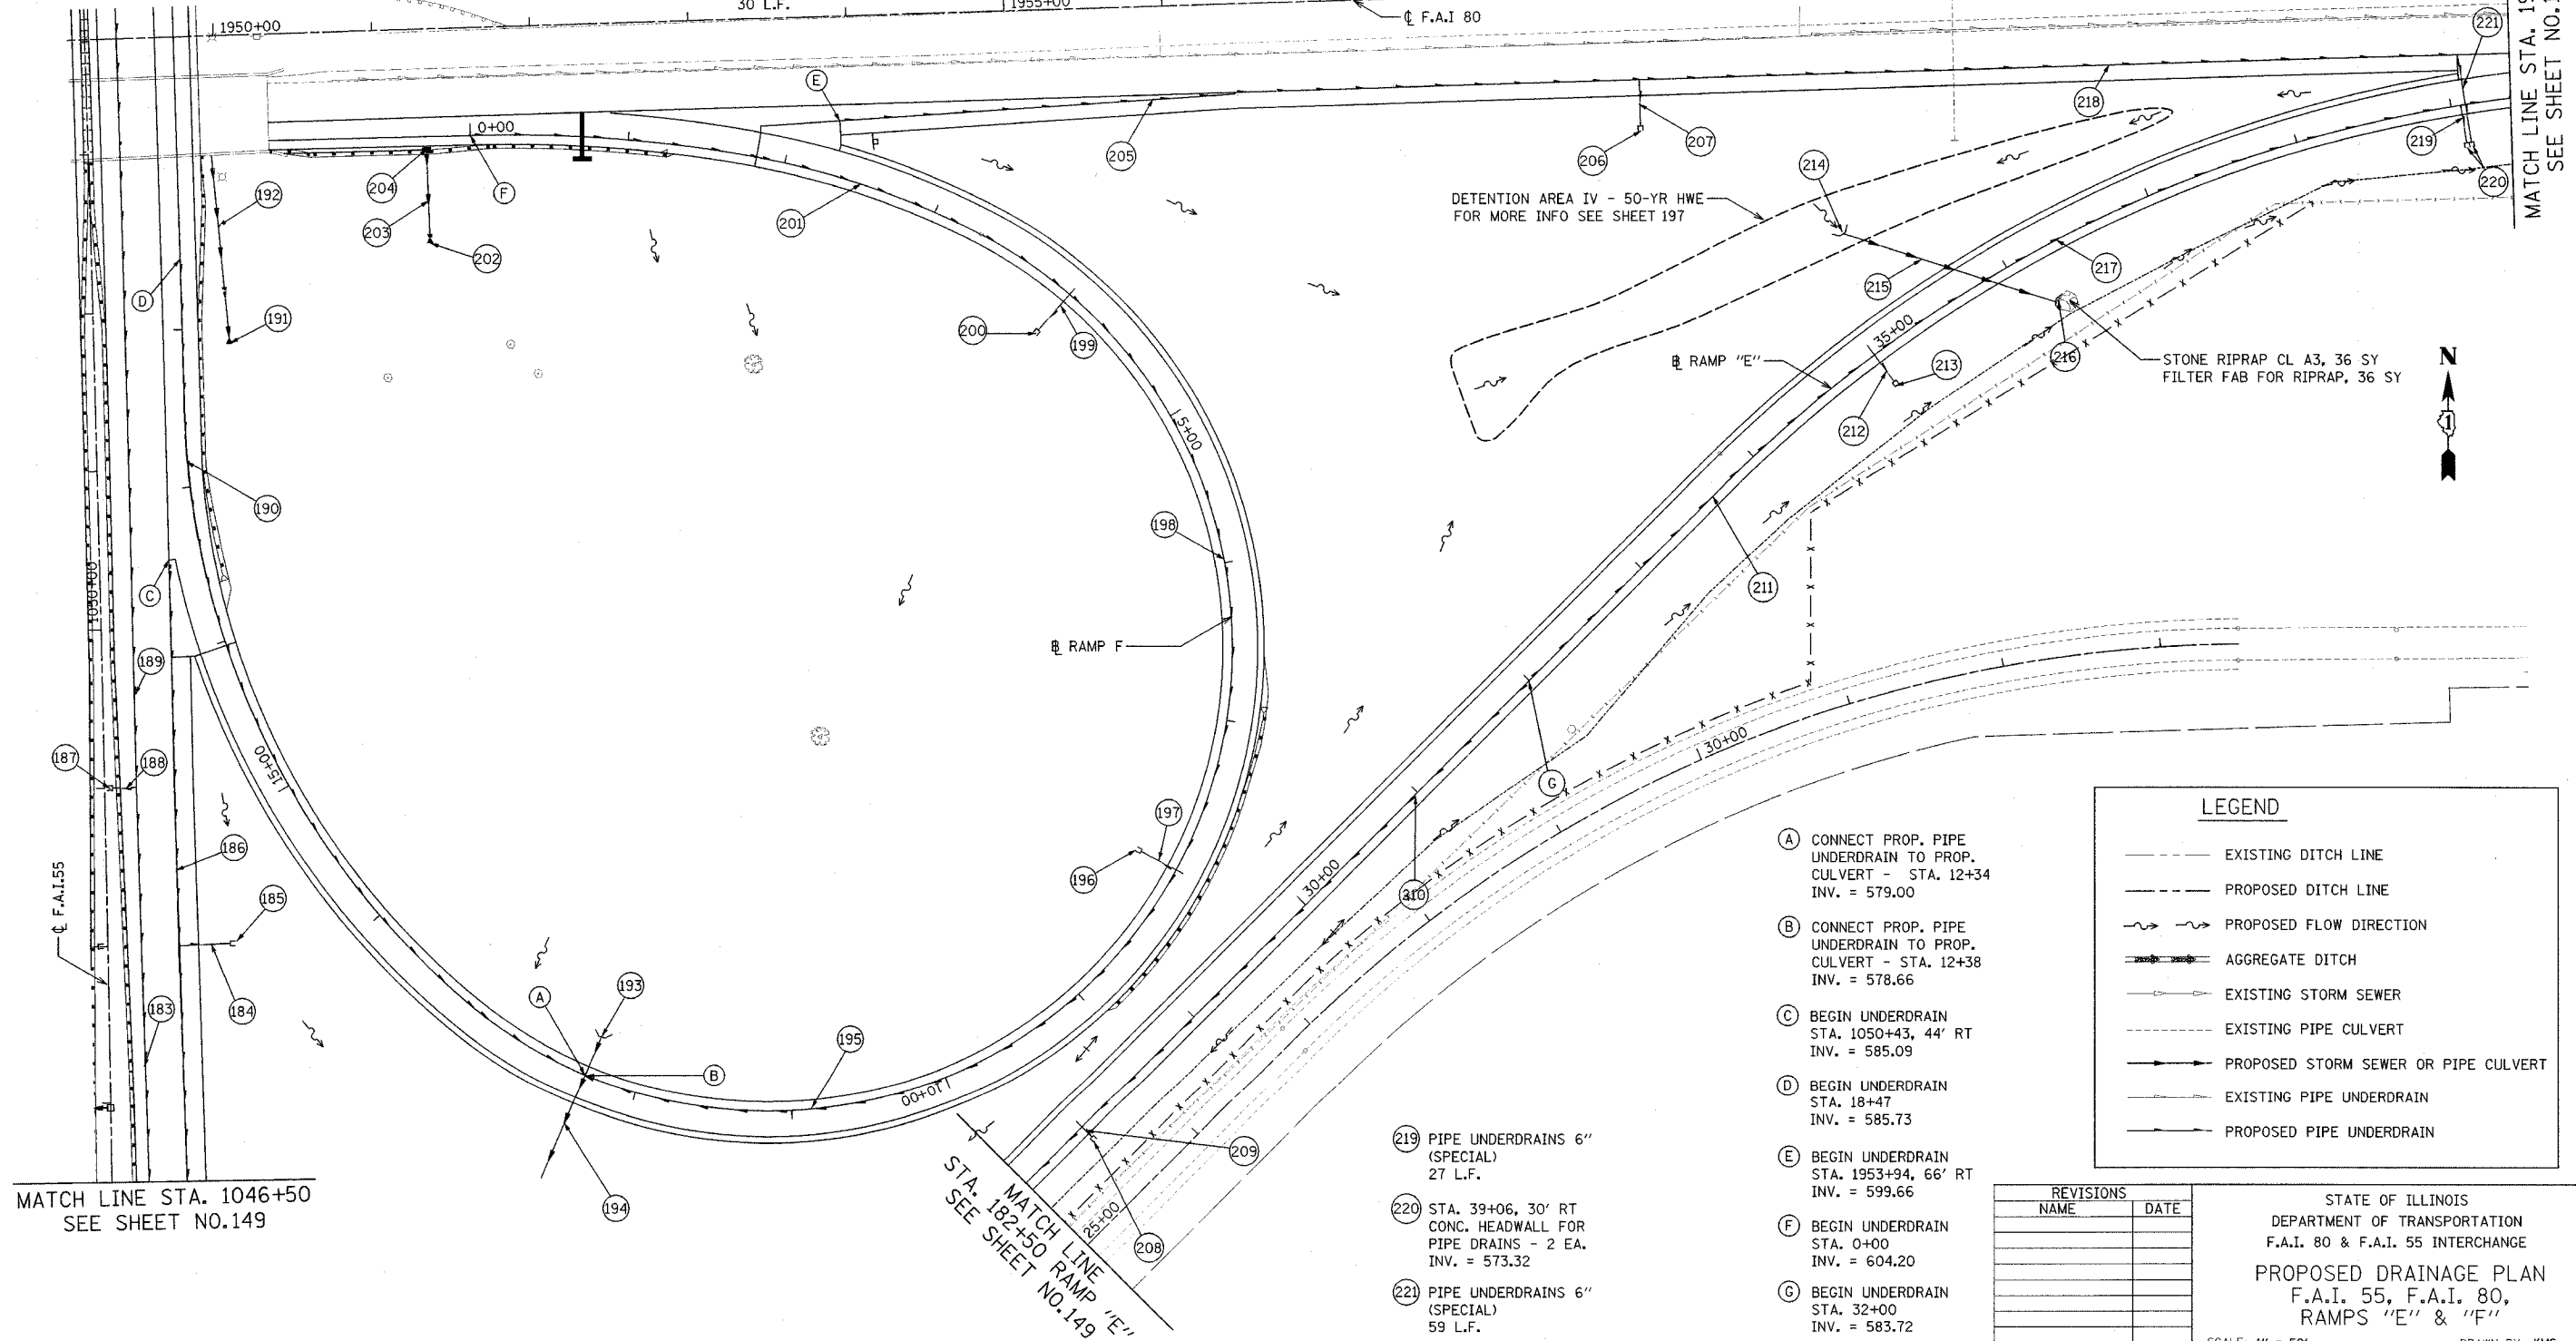 30 L.F.
1950+00
1955+00
℄ F.A.I 80
221
MATCH LINE STA. 19
SEE SHEET NO.1
E
218
0+00
205
206
207
214
219
220
204
F
192
203
202
201
DETENTION AREA IV - 50-YR HWE
FOR MORE INFO SEE SHEET 197
D
191
200
199
215
217
216
35+00
℄ RAMP "E"
213
212
STONE RIPRAP CL A3, 36 SY
FILTER FAB FOR RIPRAP, 36 SY
N
1
5+00
190
198
211
C
1050+00
189
℄ RAMP F
187
188
15+00
30+00
G
197
196
186
185
℄ F.A.I.55
30+00
210
183
184
A
193
195
B
10+00
209
208
194
25+00
MATCH LINE STA. 1046+50
SEE SHEET NO.149
MATCH LINE
STA. 182+50 RAMP "E"
SEE SHEET NO.149
219 PIPE UNDERDRAINS 6"
(SPECIAL)
27 L.F.
220 STA. 39+06, 30' RT
CONC. HEADWALL FOR
PIPE DRAINS - 2 EA.
INV. = 573.32
221 PIPE UNDERDRAINS 6"
(SPECIAL)
59 L.F.
A CONNECT PROP. PIPE
UNDERDRAIN TO PROP.
CULVERT - STA. 12+34
INV. = 579.00
B CONNECT PROP. PIPE
UNDERDRAIN TO PROP.
CULVERT - STA. 12+38
INV. = 578.66
C BEGIN UNDERDRAIN
STA. 1050+43, 44' RT
INV. = 585.09
D BEGIN UNDERDRAIN
STA. 18+47
INV. = 585.73
E BEGIN UNDERDRAIN
STA. 1953+94, 66' RT
INV. = 599.66
F BEGIN UNDERDRAIN
STA. 0+00
INV. = 604.20
G BEGIN UNDERDRAIN
STA. 32+00
INV. = 583.72
LEGEND
EXISTING DITCH LINE
PROPOSED DITCH LINE
PROPOSED FLOW DIRECTION
AGGREGATE DITCH
EXISTING STORM SEWER
EXISTING PIPE CULVERT
PROPOSED STORM SEWER OR PIPE CULVERT
EXISTING PIPE UNDERDRAIN
PROPOSED PIPE UNDERDRAIN
REVISIONS
NAME DATE
STATE OF ILLINOIS
DEPARTMENT OF TRANSPORTATION
F.A.I. 80 & F.A.I. 55 INTERCHANGE
PROPOSED DRAINAGE PLAN
F.A.I. 55, F.A.I. 80,
RAMPS "E" & "F"